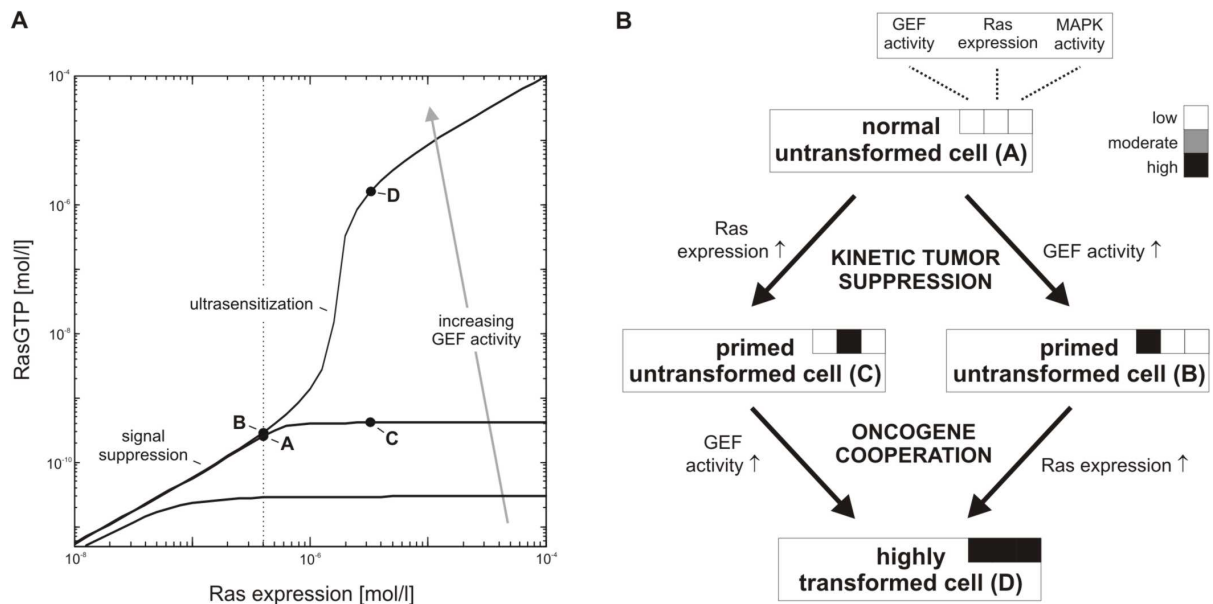 A
RasGTP [mol/l]
10⁻⁴
10⁻⁶
10⁻⁸
10⁻¹⁰
10⁻⁸
10⁻⁶
10⁻⁴
Ras expression [mol/l]
ultrasensitization
signal
suppression
increasing
GEF activity
B
A
C
D
B
GEF
activity
Ras
expression
MAPK
activity
normal
untransformed cell (A)
low
moderate
high
Ras
expression ↑
KINETIC TUMOR
SUPPRESSION
GEF activity ↑
primed
untransformed cell (C)
primed
untransformed cell (B)
GEF
activity ↑
ONCOGENE
COOPERATION
Ras expression ↑
highly
transformed cell (D)